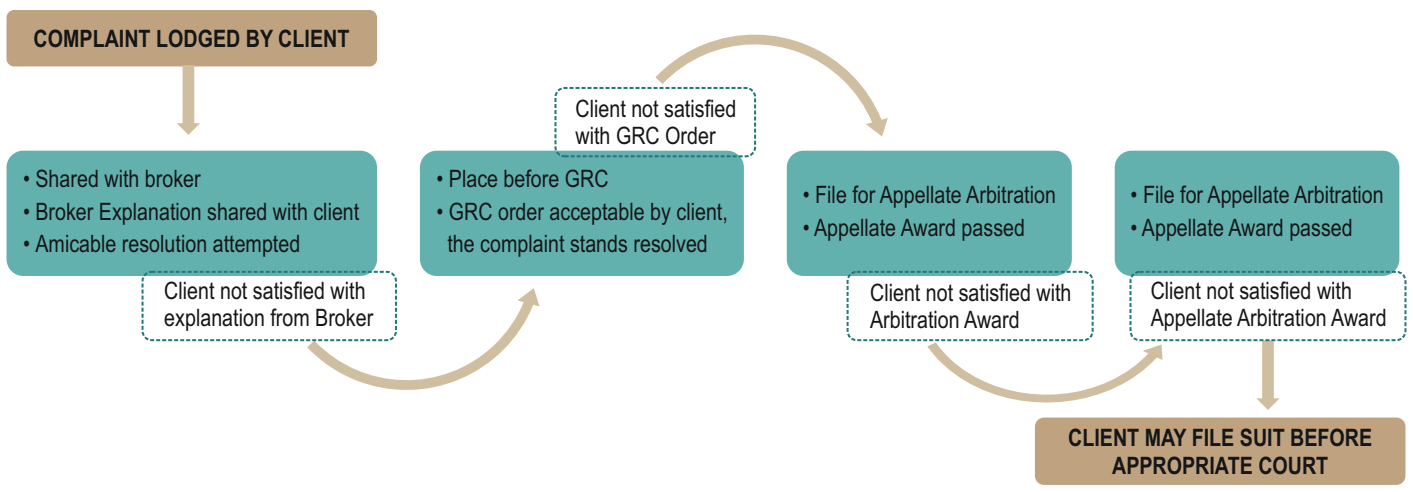 COMPLAINT LODGED BY CLIENT
• Shared with broker
• Broker Explanation shared with client
• Amicable resolution attempted
Client not satisfied with
explanation from Broker
Client not satisfied
with GRC Order
• Place before GRC
• GRC order acceptable by client,
the complaint stands resolved
• File for Appellate Arbitration
• Appellate Award passed
Client not satisfied with
Arbitration Award
• File for Appellate Arbitration
• Appellate Award passed
Client not satisfied with
Appellate Arbitration Award
CLIENT MAY FILE SUIT BEFORE
APPROPRIATE COURT